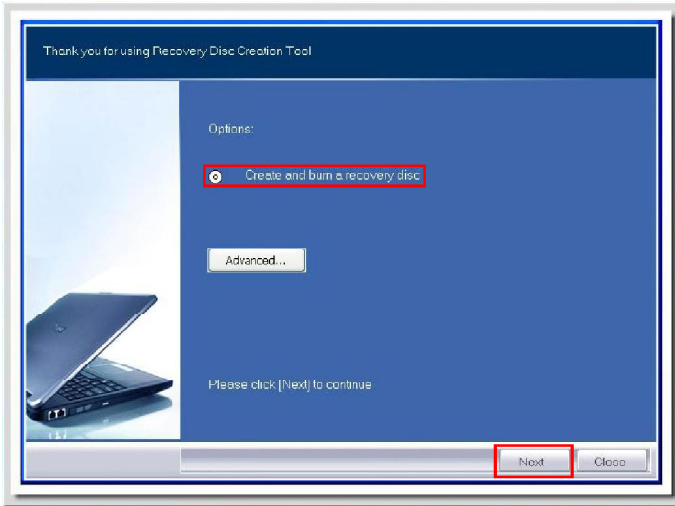 Thank you for using Recovery Disc Creation Tool
Options:
Create and burn a recovery disc
Advanced...
Please click [Next] to continue
Next
Close